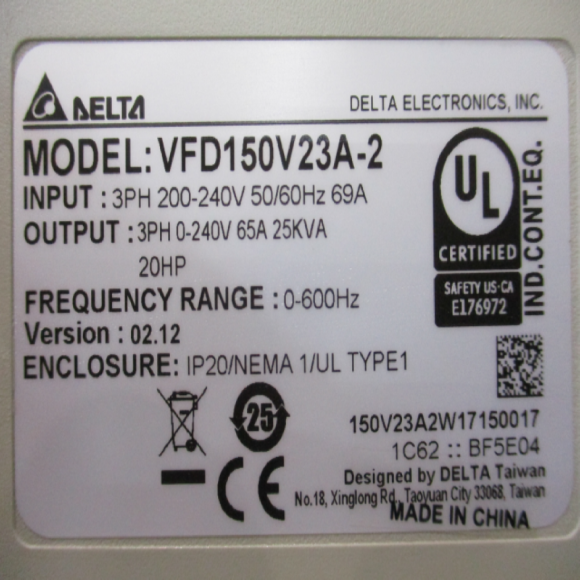 DELTA
DELTA ELECTRONICS, INC.
MODEL: VFD150V23A-2
INPUT : 3PH 200-240V 50/60Hz 69A
OUTPUT : 3PH 0-240V 65A 25KVA
20HP
FREQUENCY RANGE : 0-600Hz
Version : 02.12
ENCLOSURE: IP20/NEMA 1/UL TYPE1
UL
CERTIFIED
SAFETY US-CA
E176972
IND.CONT.EQ.
25
CE
150V23A2W17150017
1C62 :: BF5E04
Designed by DELTA Taiwan
No.18, Xinglong Rd., Taoyuan City 33068, Taiwan
MADE IN CHINA